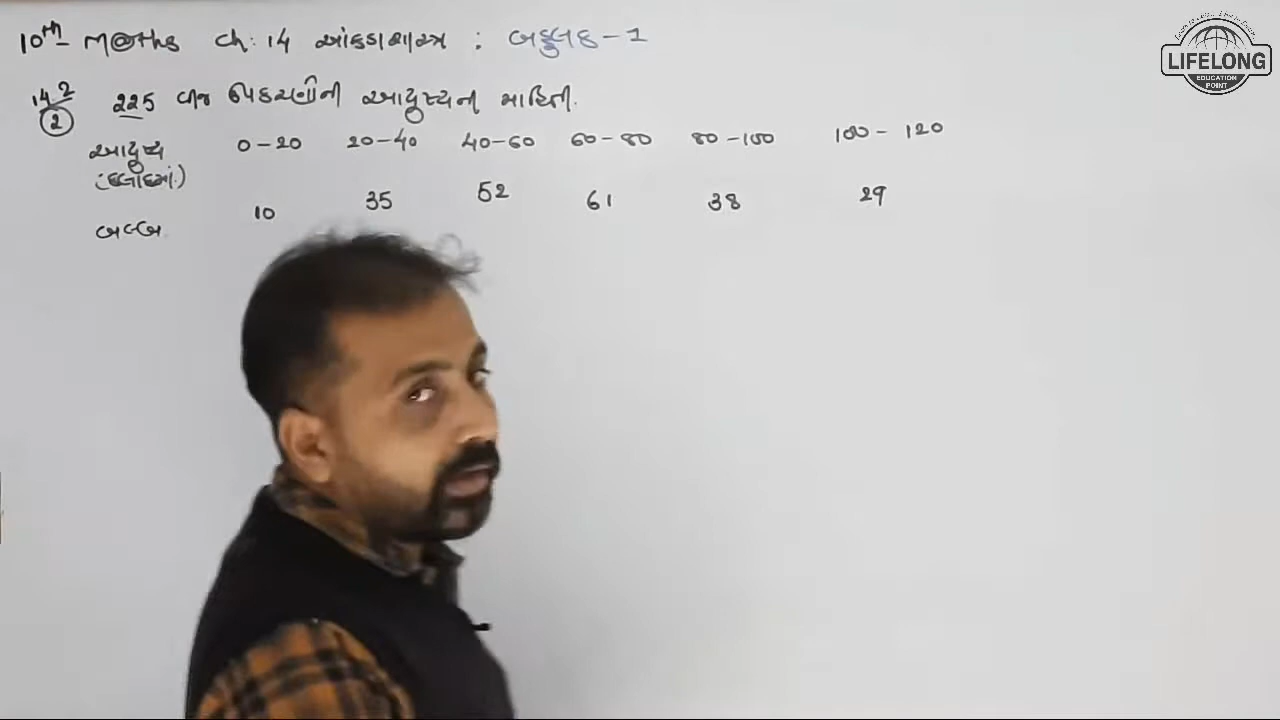 10th - M@ths Ch: 14 આંકડાશાસ્ત્ર : બહુલક - 1
14.2
2
225 વીજ ઉપકરણોની આયુષ્યની માહિતી.
આયુષ્ય 0-20 20-40 40-60 60-80 80-100 100-120
(કલાકમાં)
બલ્બ 10 35 52 61 38 29
LIFELONG
EDUCATION
POINT